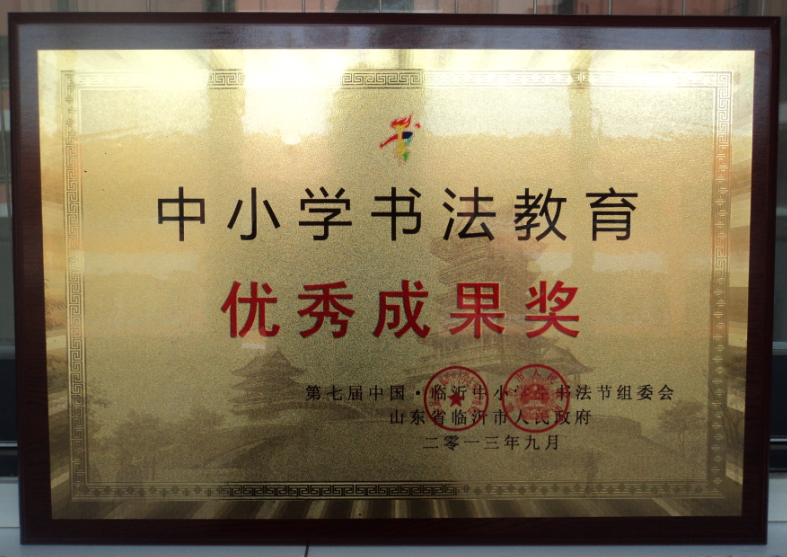 中小学书法教育
优秀成果奖
第七届中国·临沂中小学生书法节组委会
山东省临沂市人民政府
二零一三年九月